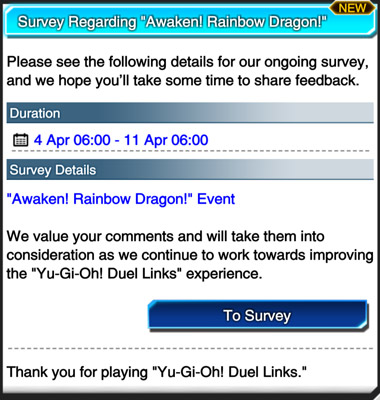 NEW
Survey Regarding "Awaken! Rainbow Dragon!"
Please see the following details for our ongoing survey,
and we hope you'll take some time to share feedback.
Duration
4 Apr 06:00 - 11 Apr 06:00
Survey Details
"Awaken! Rainbow Dragon!" Event
We value your comments and will take them into
consideration as we continue to work towards improving
the "Yu-Gi-Oh! Duel Links" experience.
To Survey
Thank you for playing "Yu-Gi-Oh! Duel Links."